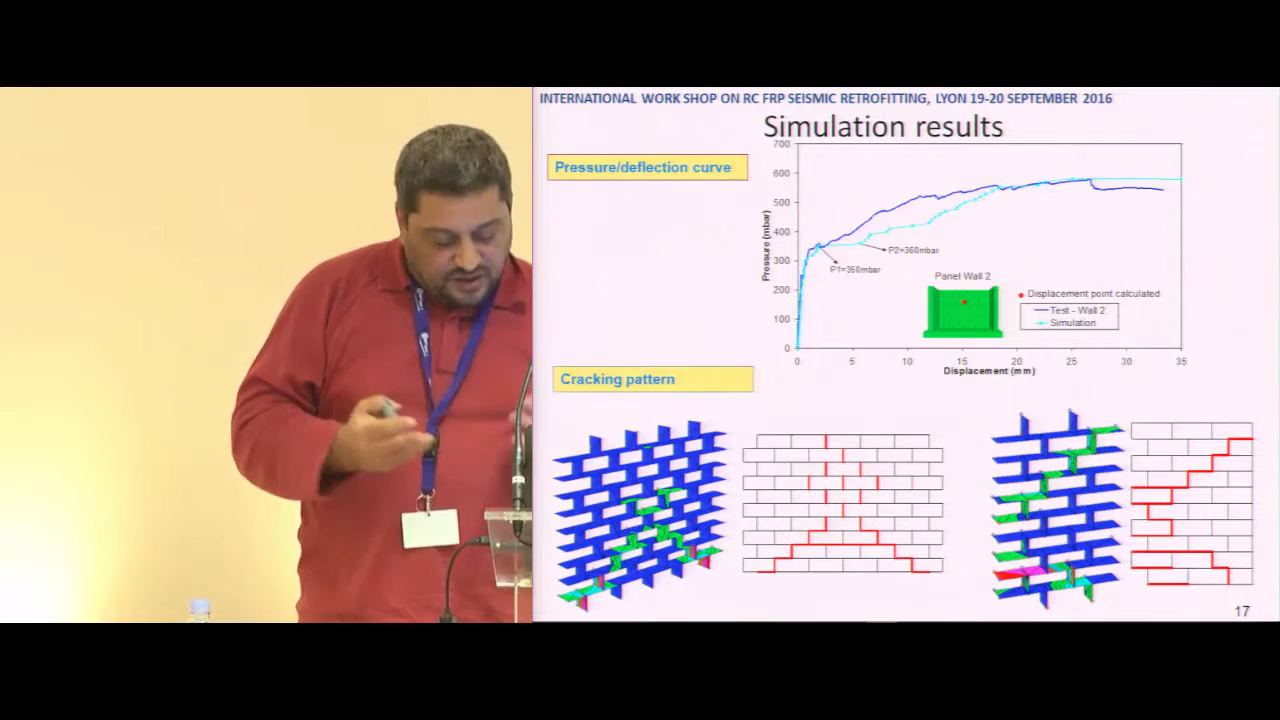 INTERNATIONAL WORK SHOP ON RC FRP SEISMIC RETROFITTING, LYON 19-20 SEPTEMBER 2016
Simulation results
Pressure/deflection curve
700
600
500
400
300
200
100
0
Pressure (mbar)
P2=360mbar
P1=350mbar
Panel Wall 2
Displacement point calculated
Test - Wall 2
Simulation
0 5 10 15 20 25 30 35
Displacement (mm)
Cracking pattern
17